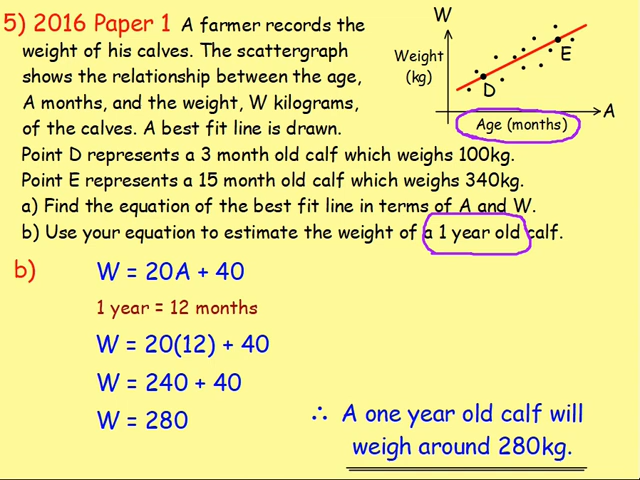 5) 2016 Paper 1 A farmer records the
weight of his calves. The scattergraph
shows the relationship between the age,
A months, and the weight, W kilograms,
of the calves. A best fit line is drawn.
Point D represents a 3 month old calf which weighs 100kg.
Point E represents a 15 month old calf which weighs 340kg.
a) Find the equation of the best fit line in terms of A and W.
b) Use your equation to estimate the weight of a 1 year old calf.
W
Weight
(kg)
E
D
A
Age (months)
b) W = 20A + 40
1 year = 12 months
W = 20(12) + 40
W = 240 + 40
W = 280
∴ A one year old calf will
weigh around 280kg.